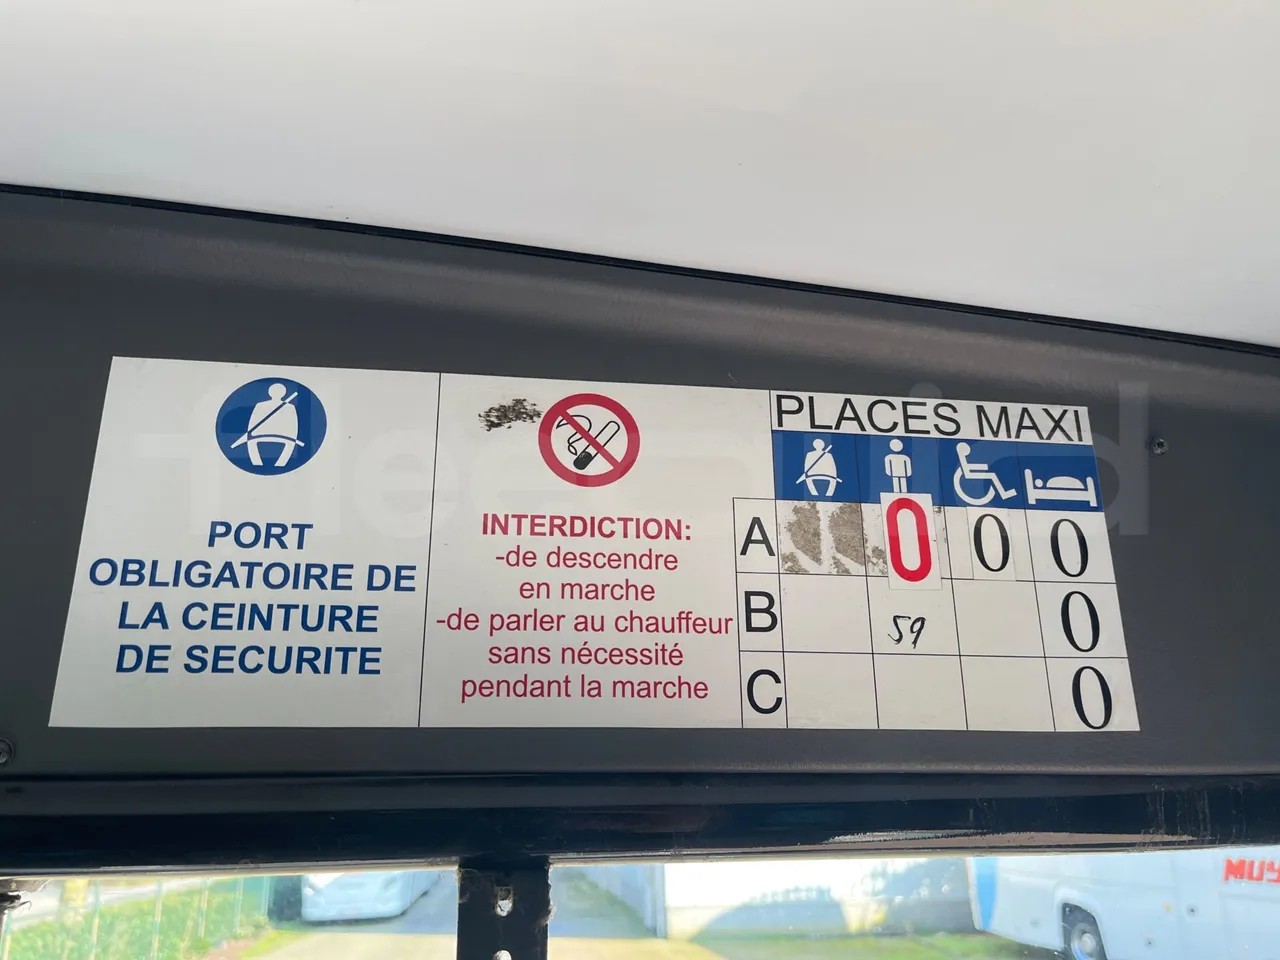 PORT
OBLIGATOIRE DE
LA CEINTURE
DE SECURITE
INTERDICTION:
-de descendre
en marche
-de parler au chauffeur
sans nécessité
pendant la marche
PLACES MAXI
A 0 0 0
B 59 0
C 0